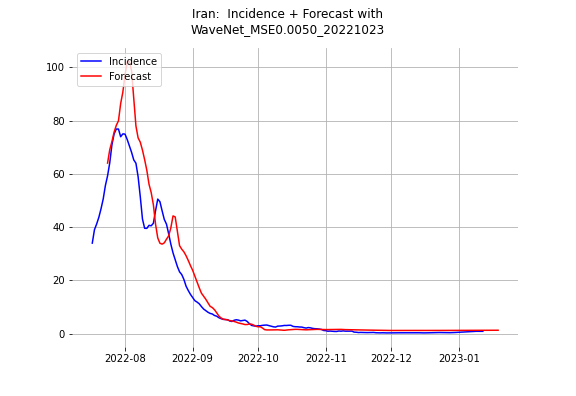 Iran:  Incidence + Forecast with
WaveNet_MSE0.0050_20221023
Incidence
Forecast
100
80
60
40
20
0
2022-08 2022-09 2022-10 2022-11 2022-12 2023-01